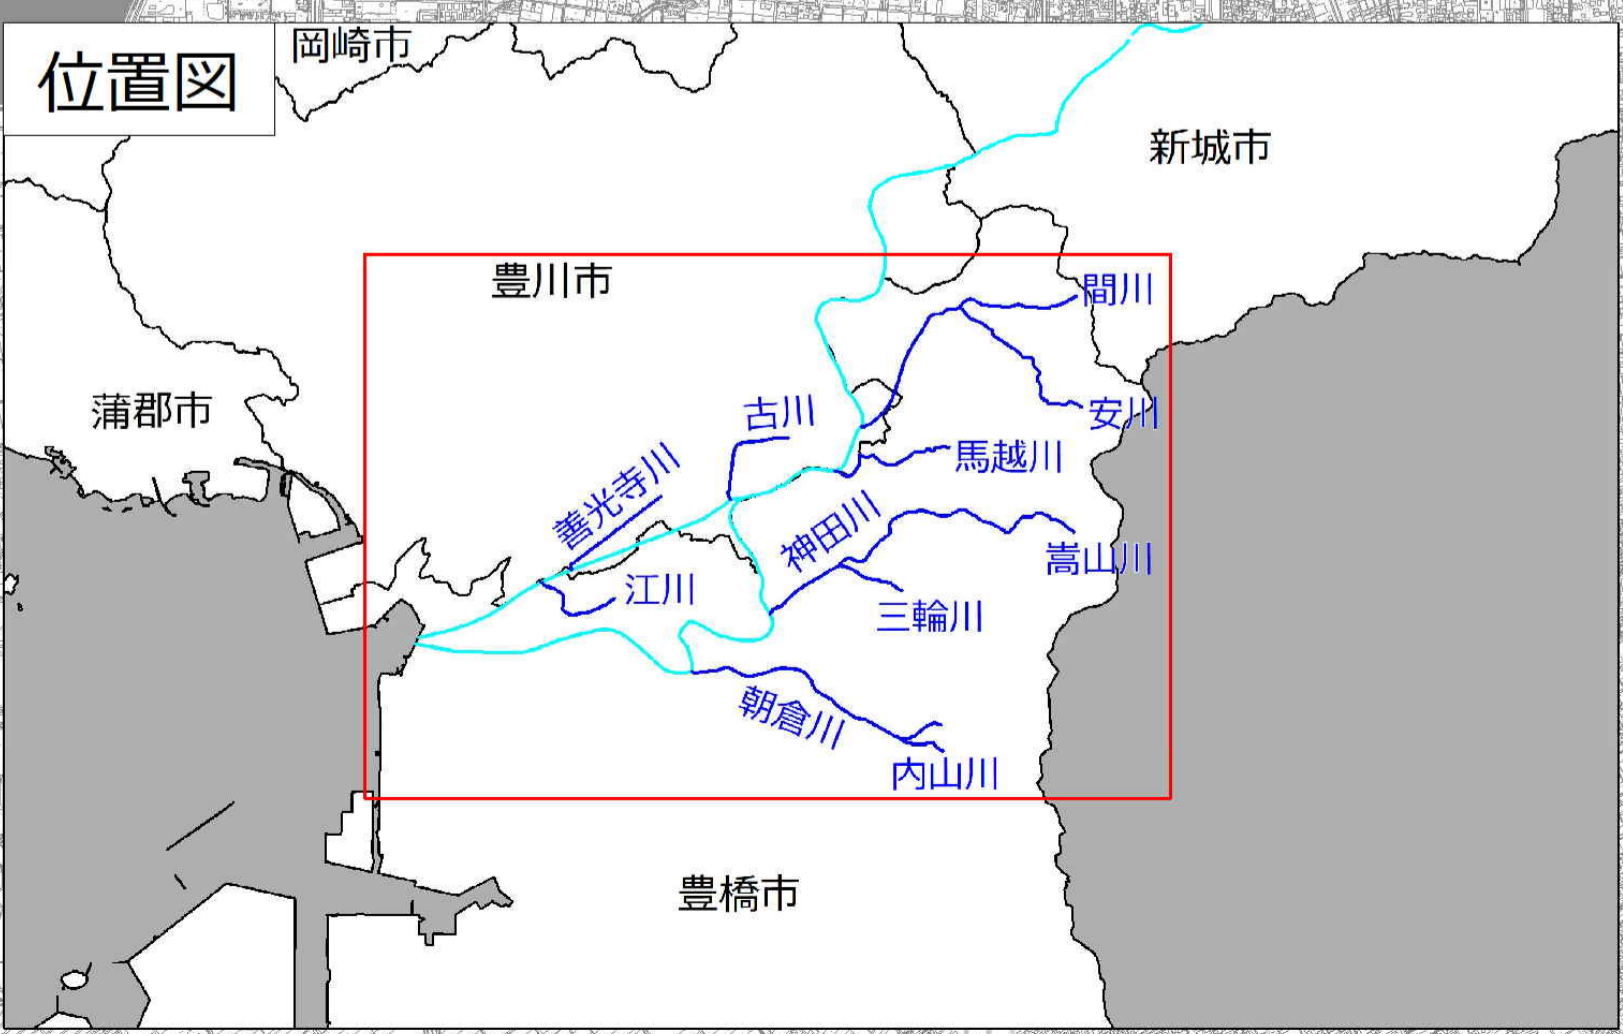 位置図
岡崎市
新城市
豊川市
間川
蒲郡市
古川
安川
馬越川
善光寺川
神田川
嵩山川
江川
三輪川
朝倉川
内山川
豊橋市